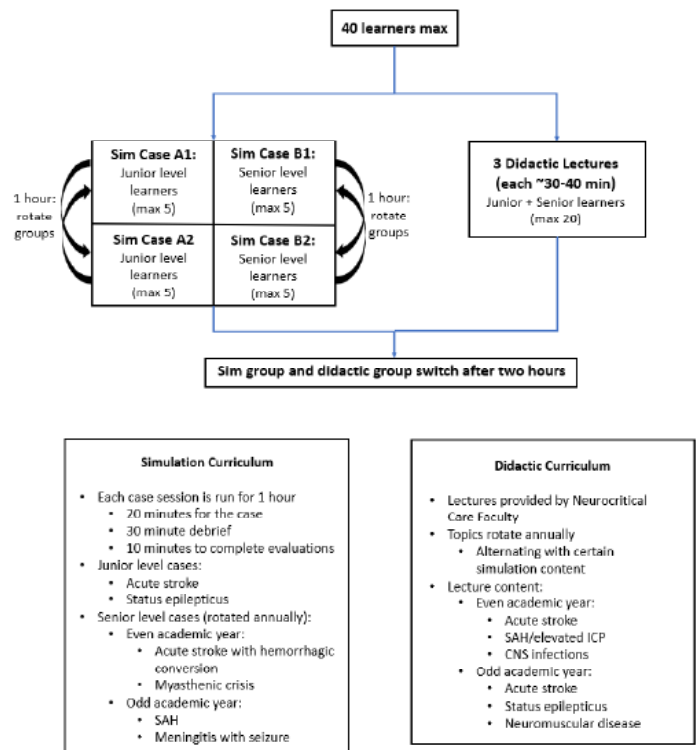 40 learners max
Sim Case A1:
Junior level
learners
(max 5)
Sim Case B1:
Senior level
learners
(max 5)
1 hour:
rotate
groups
Sim Case A2
Junior level
learners
(max 5)
Sim Case B2:
Senior level
learners
(max 5)
1 hour:
rotate
groups
3 Didactic Lectures
(each ~30-40 min)
Junior + Senior learners
(max 20)
Sim group and didactic group switch after two hours
Simulation Curriculum
• Each case session is run for 1 hour
• 20 minutes for the case
• 30 minute debrief
• 10 minutes to complete evaluations
• Junior level cases:
• Acute stroke
• Status epilepticus
• Senior level cases (rotated annually):
• Even academic year:
• Acute stroke with hemorrhagic
conversion
• Myasthenic crisis
• Odd academic year:
• SAH
• Meningitis with seizure
Didactic Curriculum
• Lectures provided by Neurocritical
Care Faculty
• Topics rotate annually
• Alternating with certain
simulation content
• Lecture content:
• Even academic year:
• Acute stroke
• SAH/elevated ICP
• CNS infections
• Odd academic year:
• Acute stroke
• Status epilepticus
• Neuromuscular disease